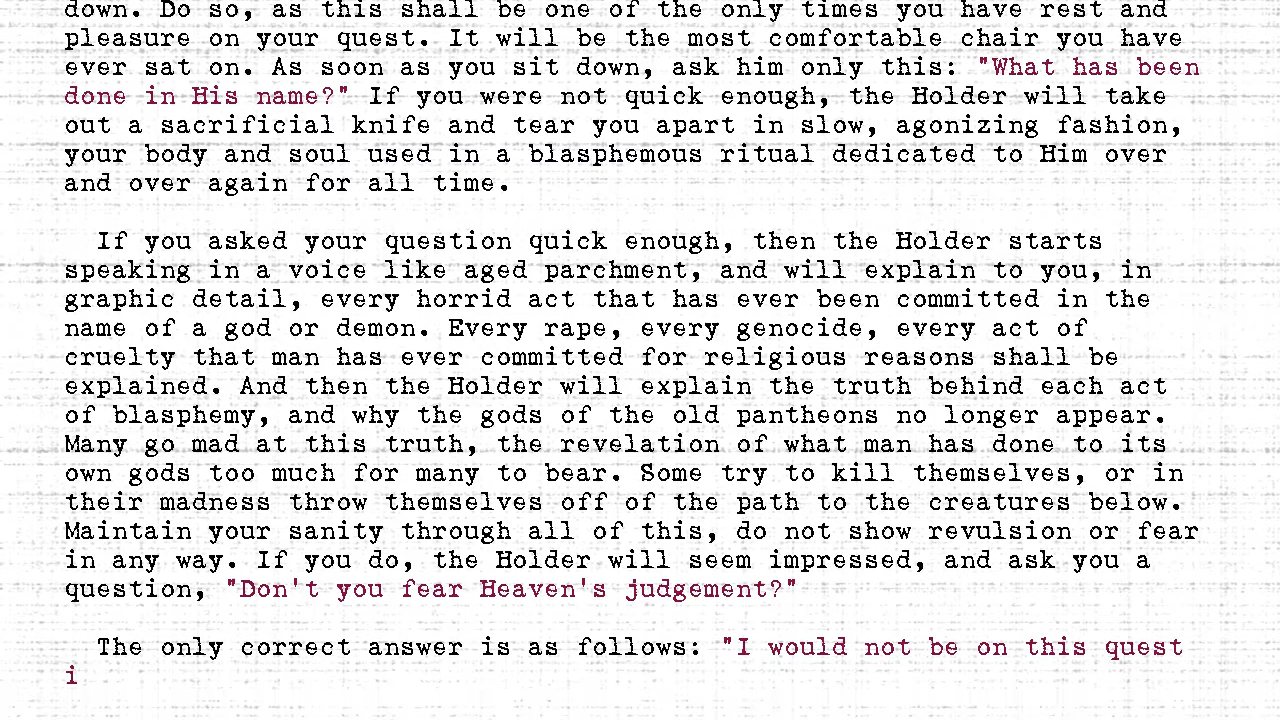 down. Do so, as this shall be one of the only times you have rest and
pleasure on your quest. It will be the most comfortable chair you have
ever sat on. As soon as you sit down, ask him only this: "What has been
done in His name?" If you were not quick enough, the Holder will take
out a sacrificial knife and tear you apart in slow, agonizing fashion,
your body and soul used in a blasphemous ritual dedicated to Him over
and over again for all time.
If you asked your question quick enough, then the Holder starts
speaking in a voice like aged parchment, and will explain to you, in
graphic detail, every horrid act that has ever been committed in the
name of a god or demon. Every rape, every genocide, every act of
cruelty that man has ever committed for religious reasons shall be
explained. And then the Holder will explain the truth behind each act
of blasphemy, and why the gods of the old pantheons no longer appear.
Many go mad at this truth, the revelation of what man has done to its
own gods too much for many to bear. Some try to kill themselves, or in
their madness throw themselves off of the path to the creatures below.
Maintain your sanity through all of this, do not show revulsion or fear
in any way. If you do, the Holder will seem impressed, and ask you a
question, "Don't you fear Heaven's judgement?"
The only correct answer is as follows: "I would not be on this quest
i